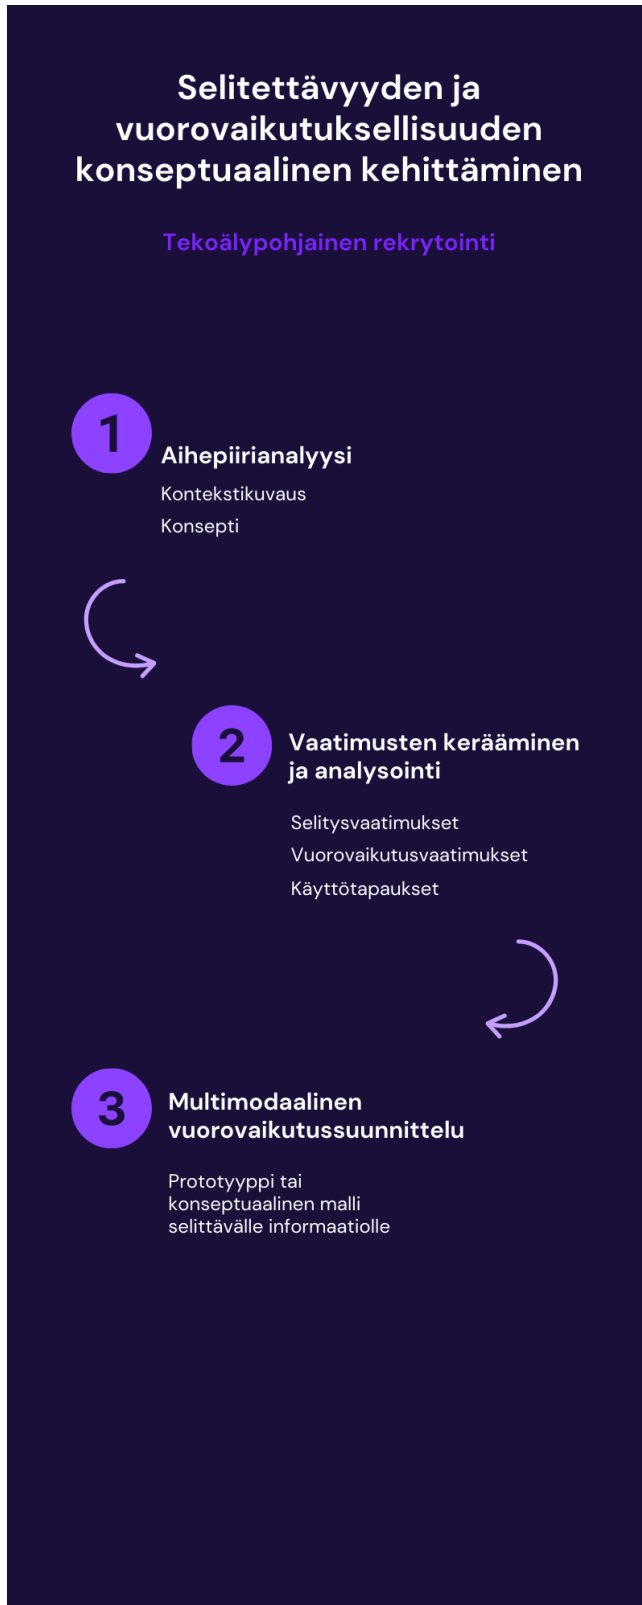 Selitettävyyden ja
vuorovaikutuksellisuuden
konseptuaalinen kehittäminen
Tekoälypohjainen rekrytointi
1
Aihepiirianalyysi
Kontekstikuvaus
Konsepti
2
Vaatimusten kerääminen
ja analysointi
Selitysvaatimukset
Vuorovaikutusvaatimukset
Käyttötapaukset
3
Multimodaalinen
vuorovaikutussuunnittelu
Prototyyppi tai
konseptuaalinen malli
selittävälle informaatiolle